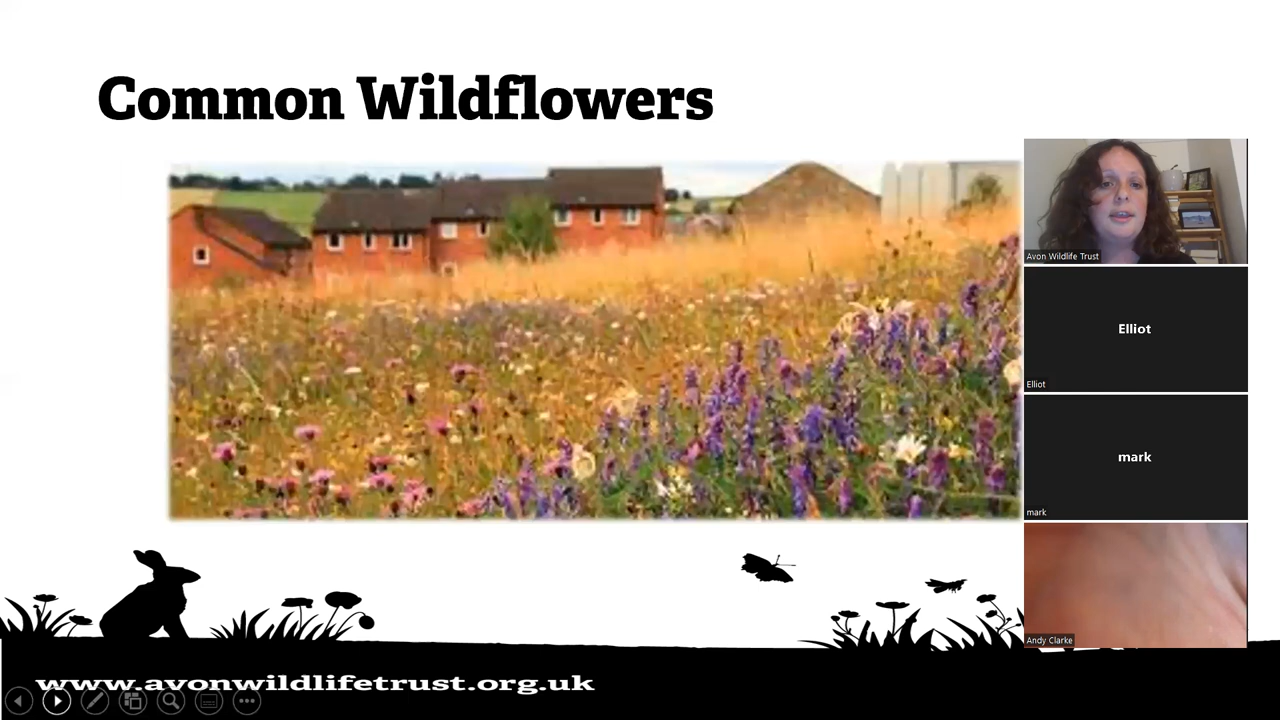 Common Wildflowers
Avon Wildlife Trust
Elliot
Elliot
mark
mark
Andy Clarke
www.avonwildlifetrust.org.uk